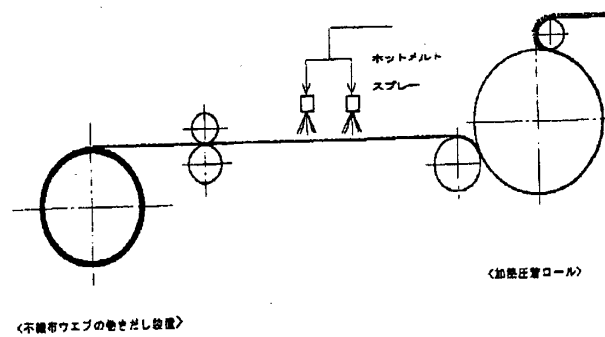 ホットメルト
スプレー
〈加熱圧着ロール〉
〈不織布ウエブの巻きだし装置〉